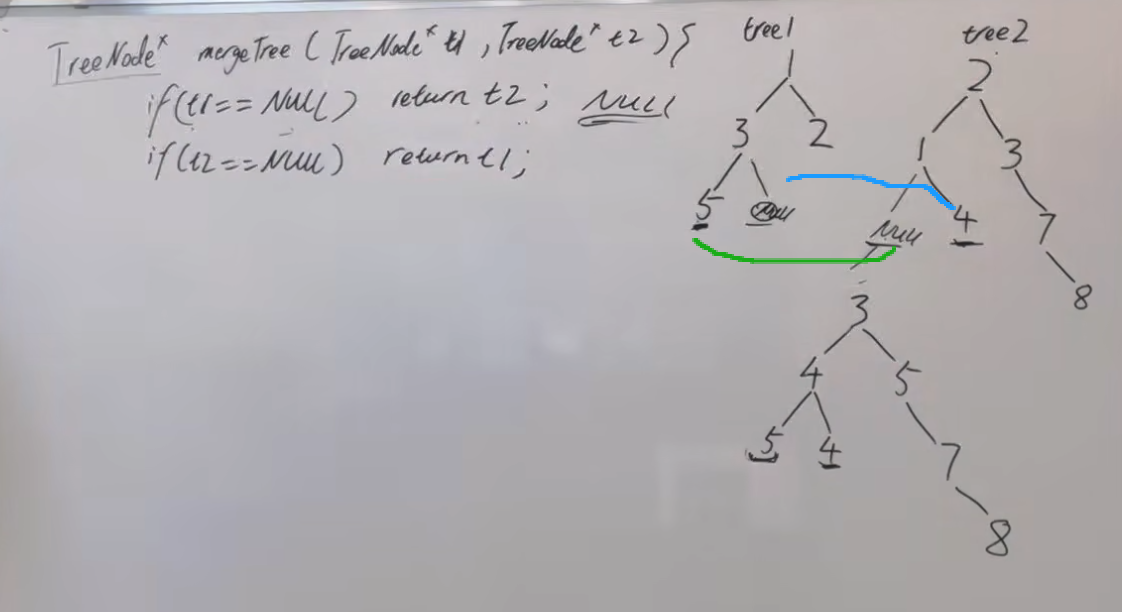 TreeNode* mergeTree (TreeNode* t1, TreeNode* t2) {
if(t1== NULL) return t2; NULL
if(t2==NULL) return t1;
tree1
1
3 2
5 NULL
tree2
2
1 3
NULL 4 7
8
3
4 5
5 4 7
8